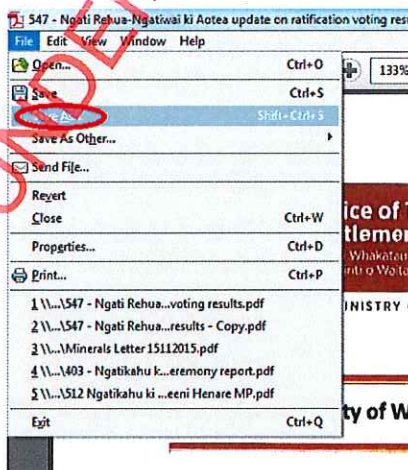 547 - Ngati Rehua-Ngatiwai ki Aotea update on ratification voting res
File Edit View Window Help
Open... Ctrl+O
133%
Save Ctrl+S
Save As... Shift+Ctrl+S
Save As Other...
Send File...
Revert
Close Ctrl+W
Properties... Ctrl+D
Print... Ctrl+P
1 \\...\547 - Ngati Rehua...voting results.pdf
2 \\...\547 - Ngati Rehua...results - Copy.pdf
3 \\...\Minerals Letter 15112015.pdf
4 \\...\403 - Ngatikahu k...eremony report.pdf
5 \\...\512 Ngatikahu ki ...eeni Henare MP.pdf
Exit Ctrl+Q
ice of T
tlemen
Whakatau
INISTRY
ty of W